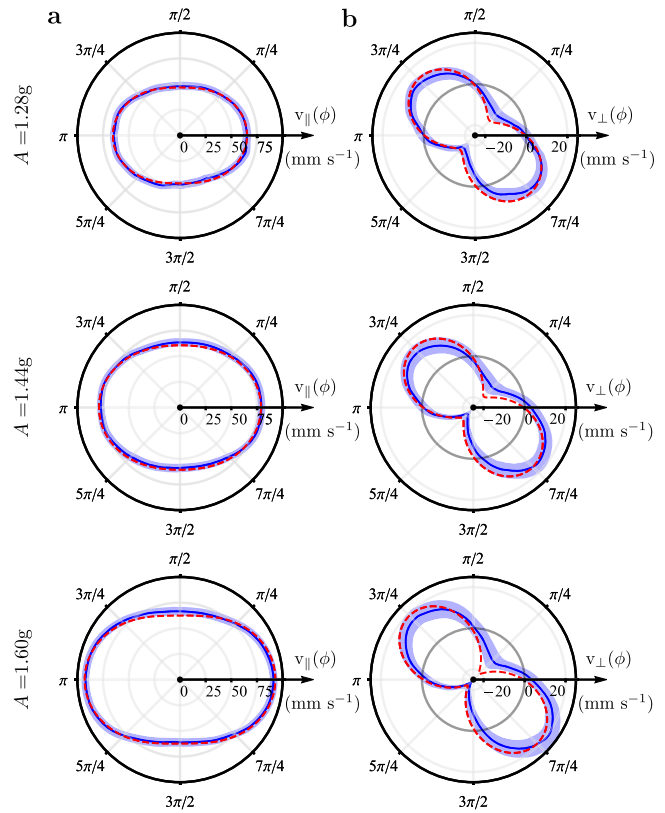 a
b
A = 1.28g
π/2
3π/4
π/4
π
5π/4
7π/4
3π/2
0 25 50 75
v∥(ϕ)
(mm s⁻¹)
π/2
3π/4
π/4
5π/4
7π/4
3π/2
−20 0 20
v⊥(ϕ)
(mm s⁻¹)
A = 1.44g
π/2
3π/4
π/4
π
5π/4
7π/4
3π/2
0 25 50 75
v∥(ϕ)
(mm s⁻¹)
π/2
3π/4
π/4
5π/4
7π/4
3π/2
−20 0 20
v⊥(ϕ)
(mm s⁻¹)
A = 1.60g
π/2
3π/4
π/4
π
5π/4
7π/4
3π/2
0 25 50 75
v∥(ϕ)
(mm s⁻¹)
π/2
3π/4
π/4
5π/4
7π/4
3π/2
−20 0 20
v⊥(ϕ)
(mm s⁻¹)